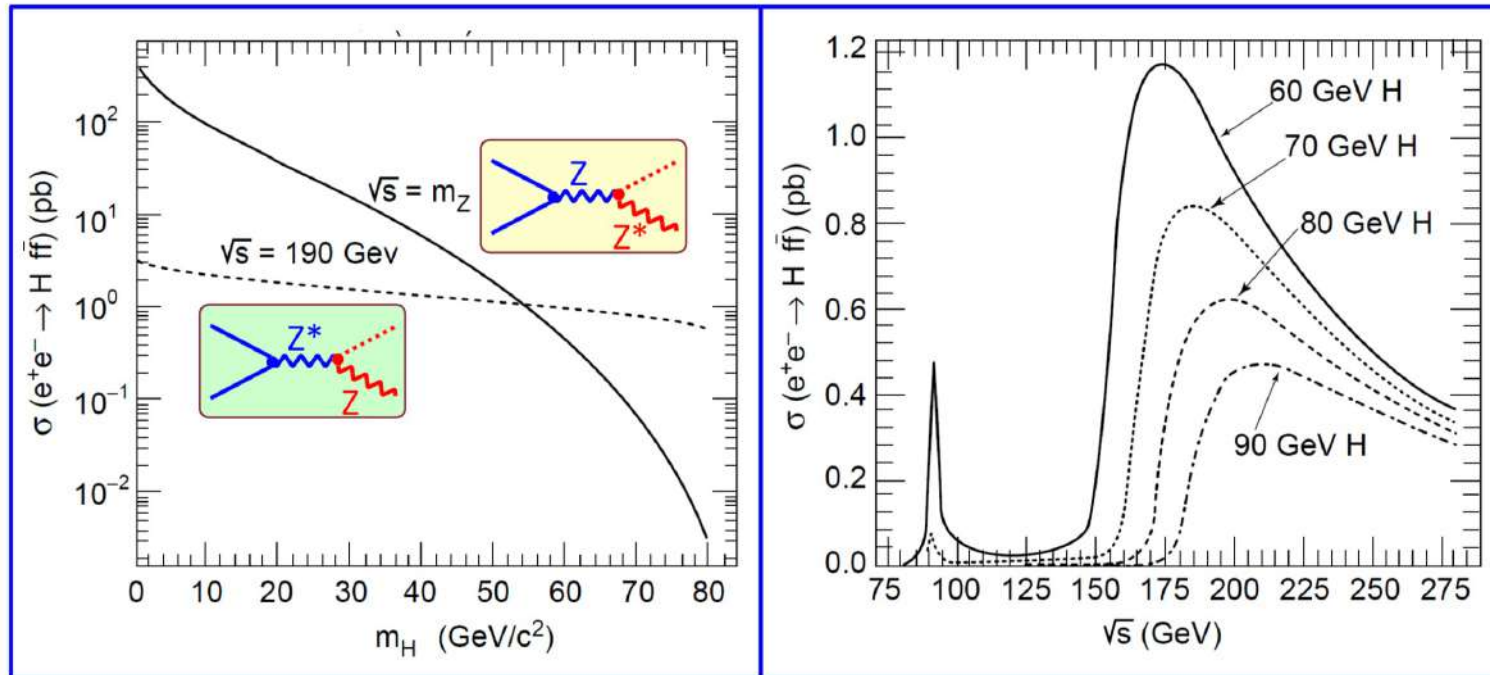 σ (e⁺e⁻ → H ff̄) (pb)
10²
10¹
10⁰
10⁻¹
10⁻²
√s = m_Z
√s = 190 Gev
Z
Z*
Z*
Z
0 10 20 30 40 50 60 70 80
m_H (GeV/c²)
σ (e⁺e⁻ → H ff̄) (pb)
1.2
1.0
0.8
0.6
0.4
0.2
0.0
60 GeV H
70 GeV H
80 GeV H
90 GeV H
75 100 125 150 175 200 225 250 275
√s (GeV)